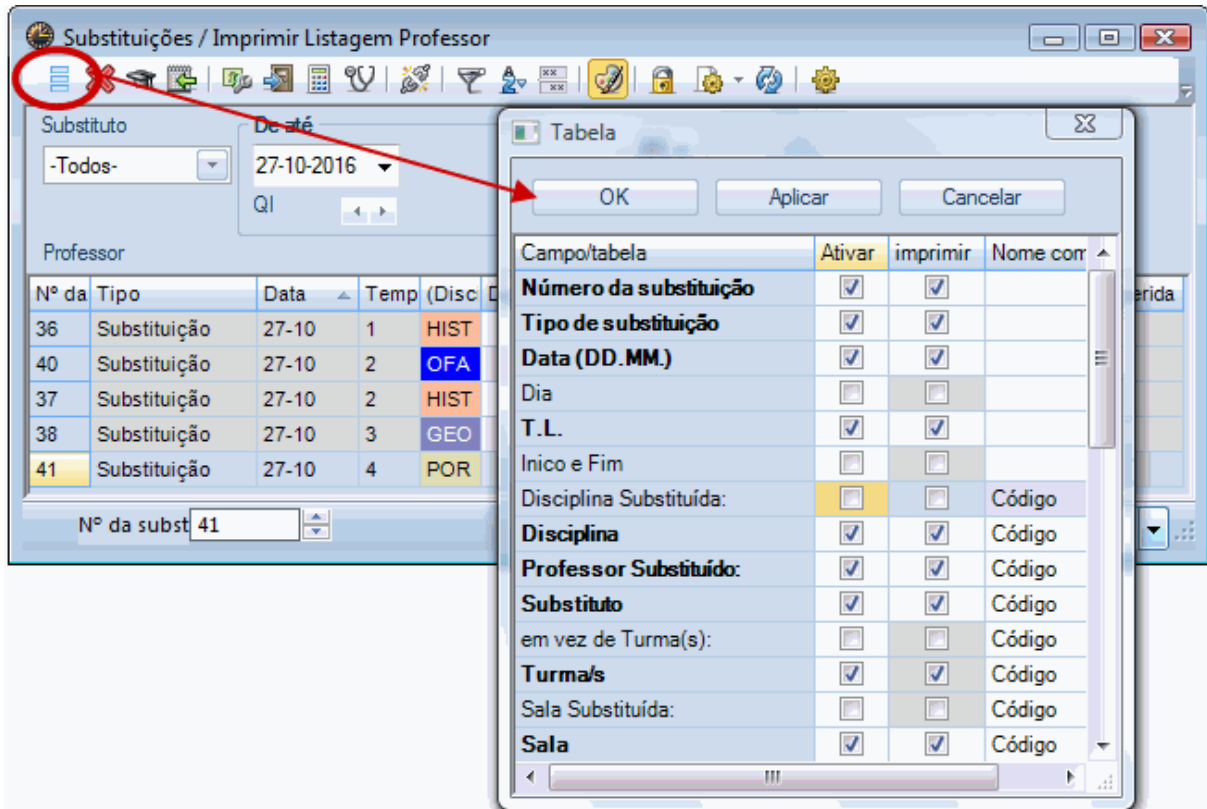 Substituições / Imprimir Listagem Professor
Substituto
De até
-Todos-
27-10-2016
QI
Professor
Nº da Tipo Data Temp (Disc D erida
36 Substituição 27-10 1 HIST
40 Substituição 27-10 2 OFA
37 Substituição 27-10 2 HIST
38 Substituição 27-10 3 GEO
41 Substituição 27-10 4 POR
Nº da subst 41
Tabela
OK Aplicar Cancelar
Campo/tabela Ativar imprimir Nome com
Número da substituição
Tipo de substituição
Data (DD.MM.)
Dia
T.L.
Inico e Fim
Disciplina Substituída: Código
Disciplina Código
Professor Substituído: Código
Substituto Código
em vez de Turma(s): Código
Turma/s Código
Sala Substituída: Código
Sala Código